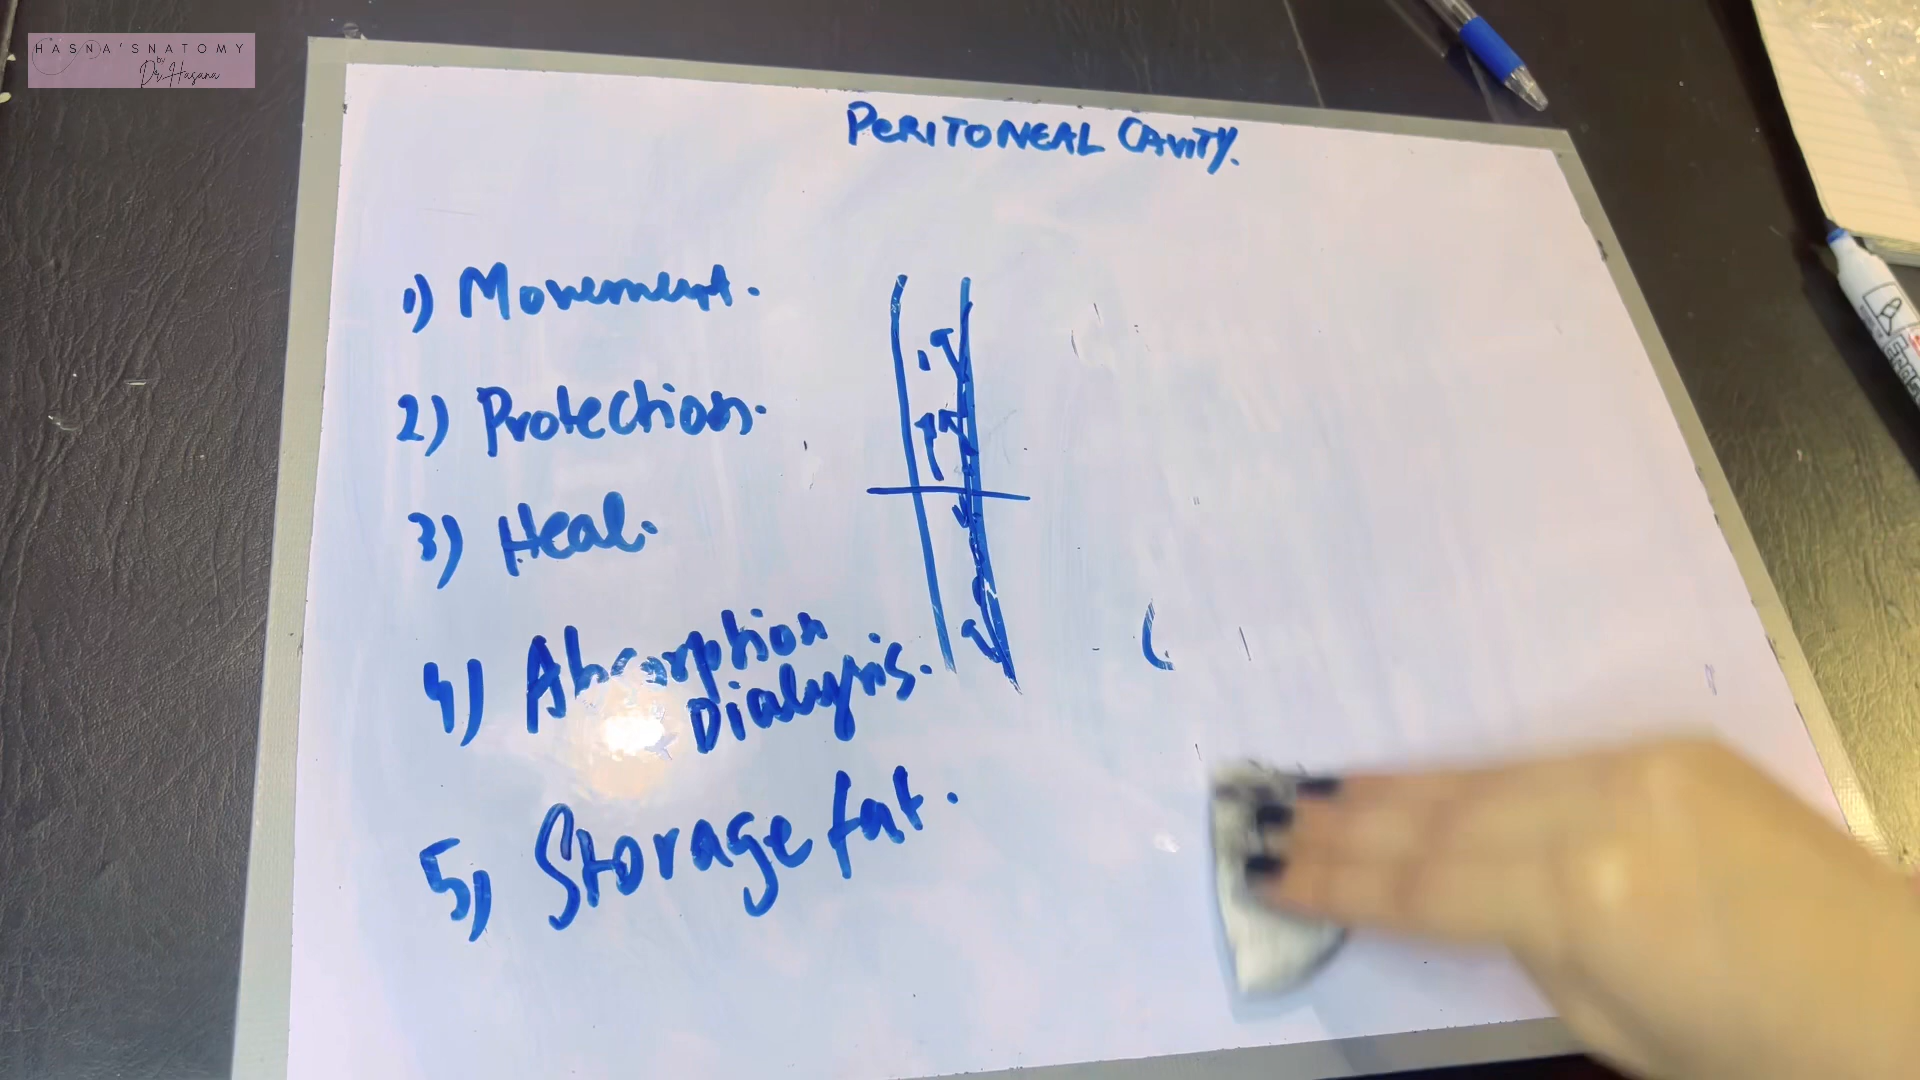 HASNA'SNATOMY
by
Dr.Hasana
PERITONEAL CAVITY.
1) Movement.
2) Protection.
3) Heal.
4) Absorption
Dialysis.
5) Storage fat.